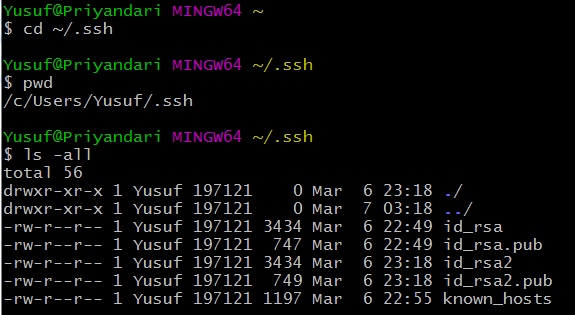 Yusuf@Priyandari MINGW64 ~
$ cd ~/.ssh
Yusuf@Priyandari MINGW64 ~/.ssh
$ pwd
/c/Users/Yusuf/.ssh
Yusuf@Priyandari MINGW64 ~/.ssh
$ ls -all
total 56
drwxr-xr-x 1 Yusuf 197121    0 Mar  6 23:18 ./
drwxr-xr-x 1 Yusuf 197121    0 Mar  7 03:18 ../
-rw-r--r-- 1 Yusuf 197121 3434 Mar  6 22:49 id_rsa
-rw-r--r-- 1 Yusuf 197121  747 Mar  6 22:49 id_rsa.pub
-rw-r--r-- 1 Yusuf 197121 3434 Mar  6 23:18 id_rsa2
-rw-r--r-- 1 Yusuf 197121  749 Mar  6 23:18 id_rsa2.pub
-rw-r--r-- 1 Yusuf 197121 1197 Mar  6 22:55 known_hosts